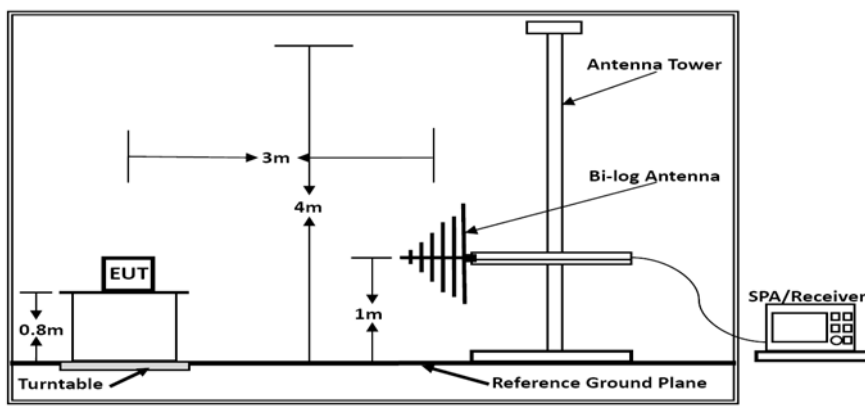 Antenna Tower
3m
Bi-log Antenna
4m
EUT
SPA/Receiver
0.8m
1m
Turntable
Reference Ground Plane